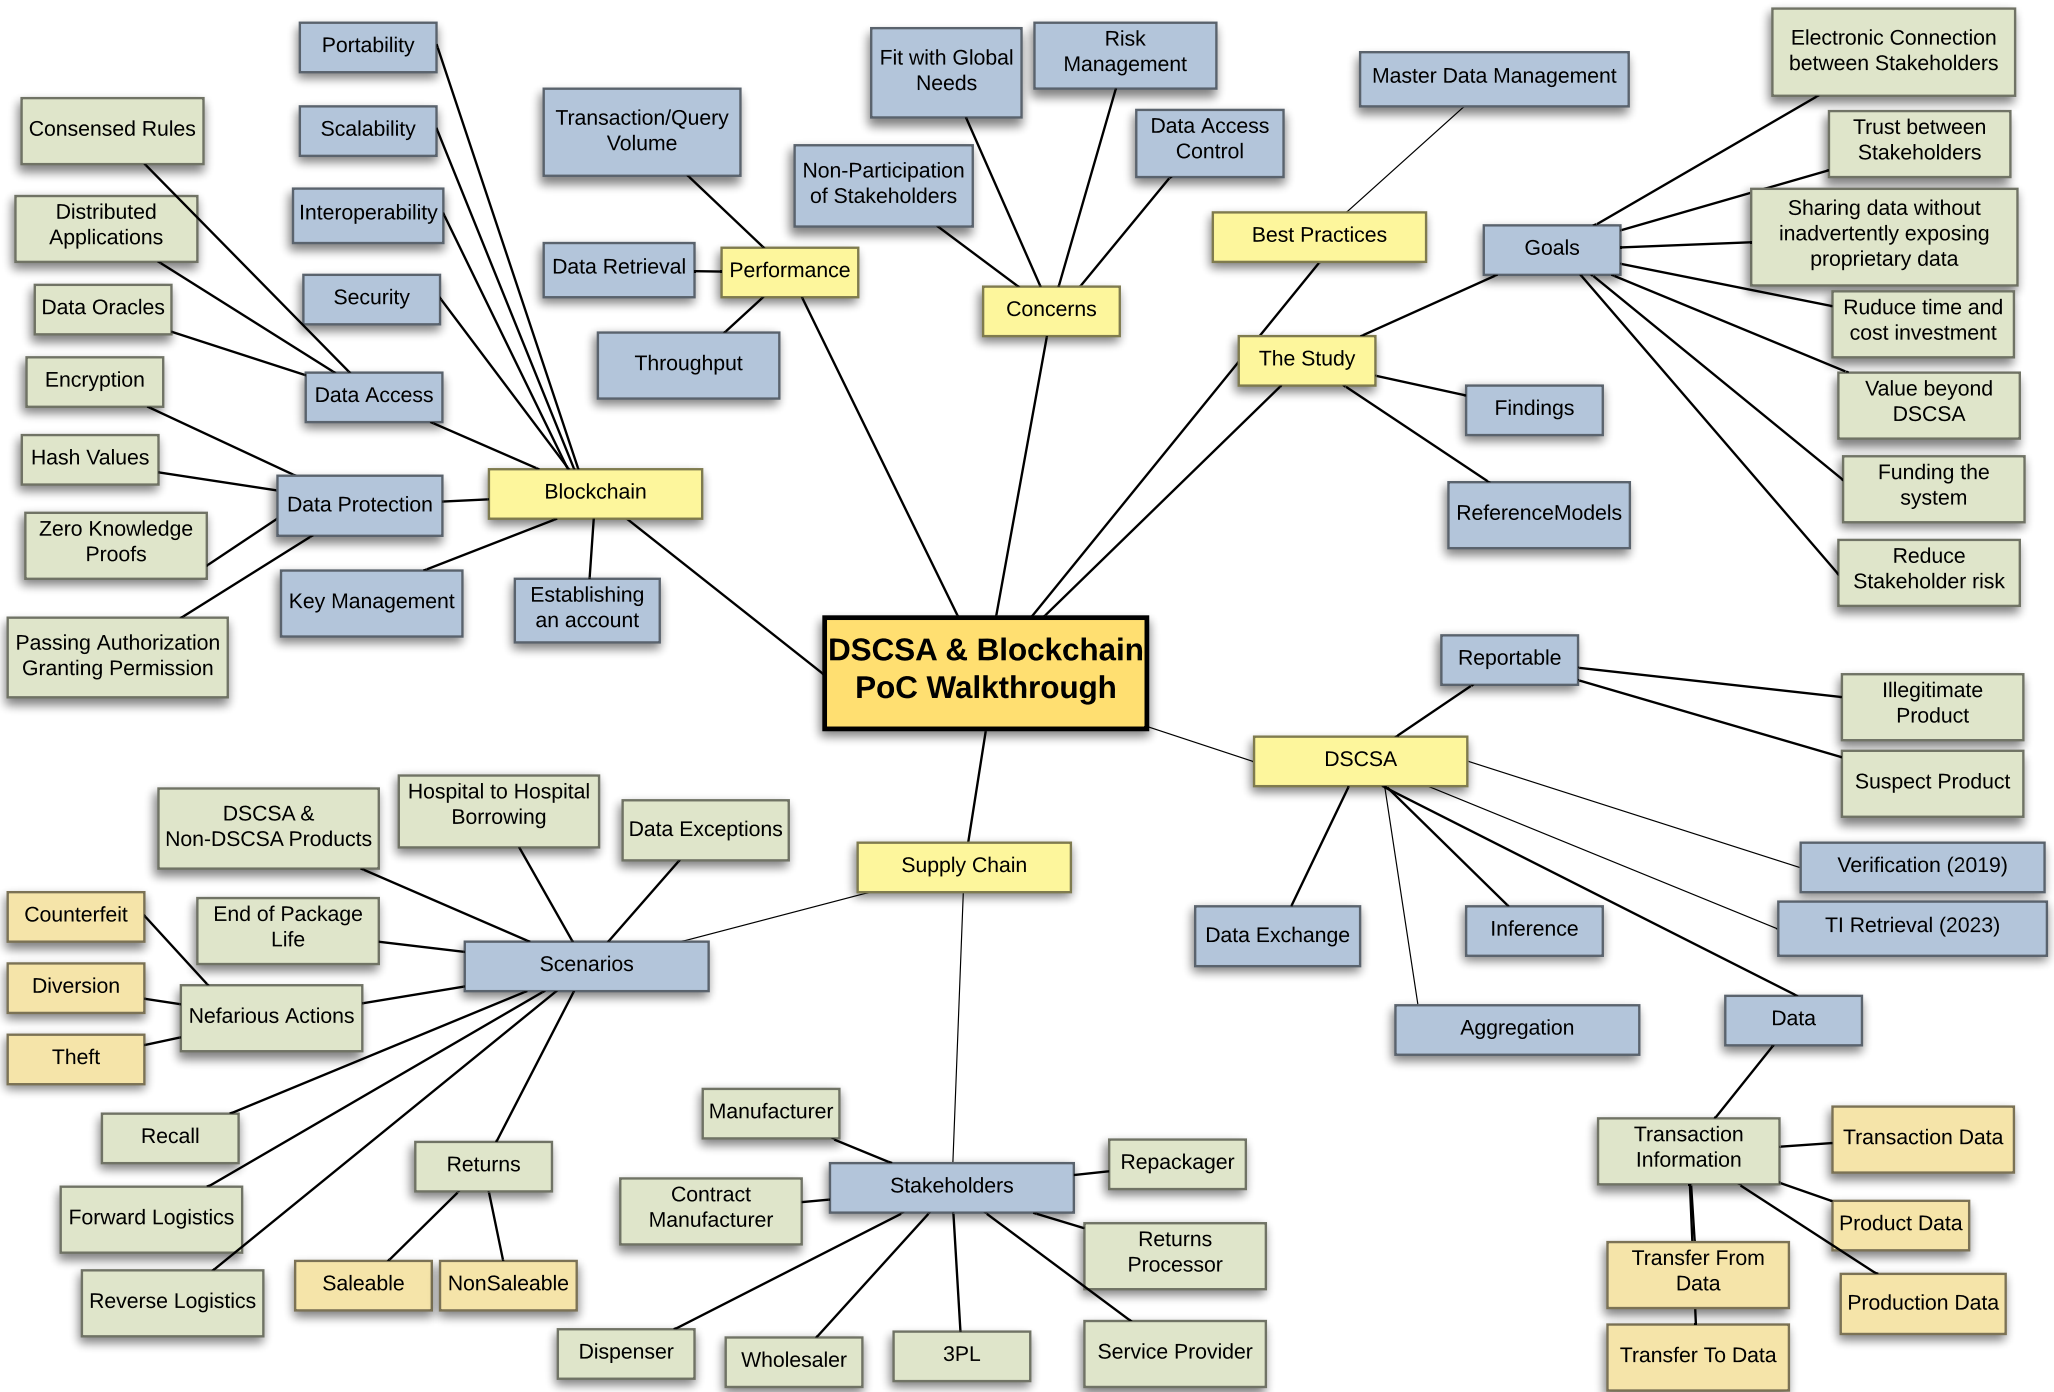 Portability
Scalability
Interoperability
Security
Consensed Rules
Distributed
Applications
Data Oracles
Encryption
Hash Values
Zero Knowledge
Proofs
Passing Authorization
Granting Permission
Data Access
Data Protection
Key Management
Establishing
an account
Blockchain
Transaction/Query
Volume
Data Retrieval
Throughput
Performance
Fit with Global
Needs
Risk
Management
Non-Participation
of Stakeholders
Data Access
Control
Concerns
Master Data Management
Best Practices
The Study
Goals
Findings
ReferenceModels
Electronic Connection
between Stakeholders
Trust between
Stakeholders
Sharing data without
inadvertently exposing
proprietary data
Ruduce time and
cost investment
Value beyond
DSCSA
Funding the
system
Reduce
Stakeholder risk
DSCSA & Blockchain
PoC Walkthrough
Reportable
Illegitimate
Product
Suspect Product
DSCSA
Verification (2019)
TI Retrieval (2023)
Data Exchange
Inference
Aggregation
Data
Transaction
Information
Transaction Data
Product Data
Production Data
Transfer From
Data
Transfer To Data
Supply Chain
DSCSA &
Non-DSCSA Products
Hospital to Hospital
Borrowing
Data Exceptions
End of Package
Life
Scenarios
Counterfeit
Diversion
Theft
Nefarious Actions
Recall
Forward Logistics
Reverse Logistics
Returns
Saleable
NonSaleable
Manufacturer
Contract
Manufacturer
Stakeholders
Repackager
Returns
Processor
Dispenser
Wholesaler
3PL
Service Provider